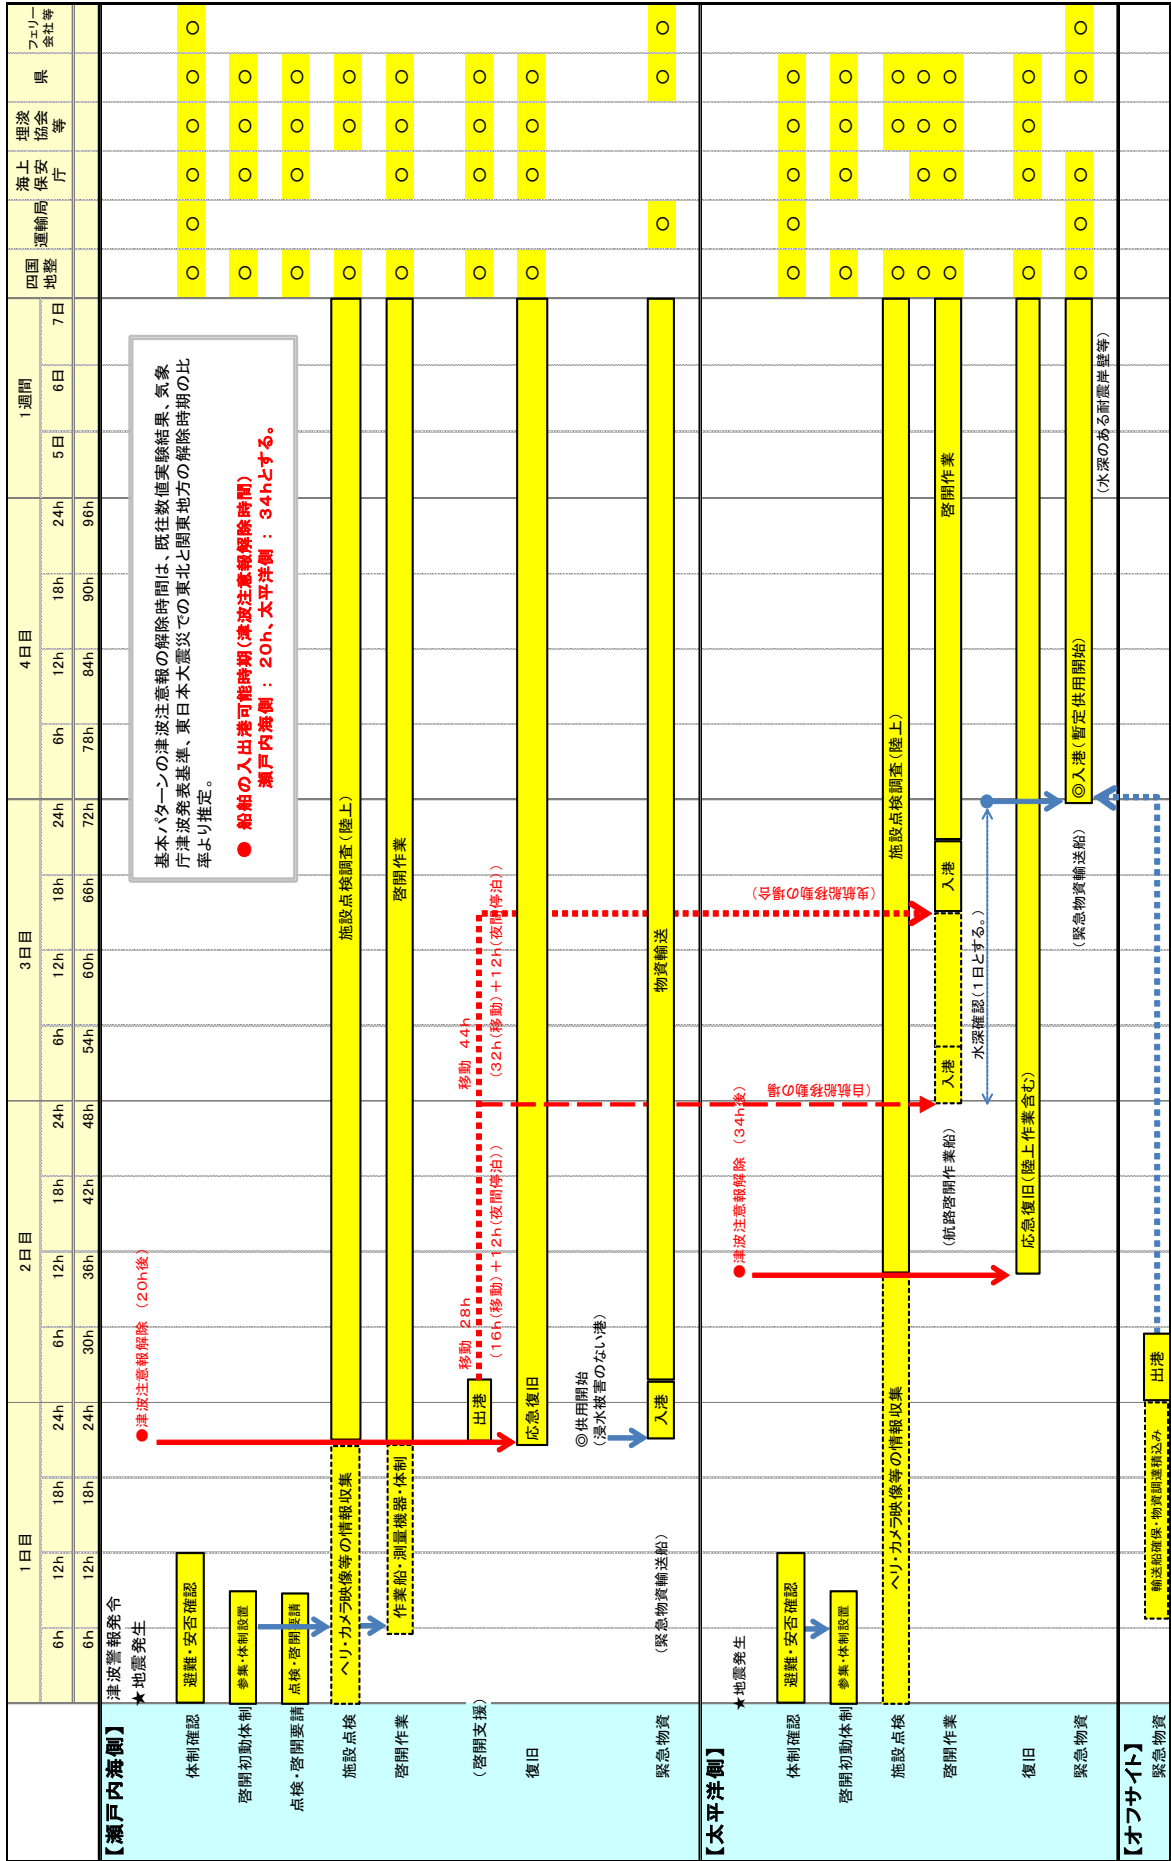 1日目 2日目 3日目 4日目 1週間 四国地整 運輸局 海上保安庁 埋浚協会等 県 フェリー会社等
6h 12h 18h 24h 6h 12h 18h 24h 6h 12h 18h 24h 6h 12h 18h 24h 5日 6日 7日
6h 12h 18h 24h 30h 36h 42h 48h 54h 60h 66h 72h 78h 84h 90h 96h
【瀬戸内海側】
津波警報発令
★地震発生
●津波注意報解除 (20h後)
基本パターンの津波注意報の解除時間は、既往数値実験結果、気象
庁津波発表基準、東日本大震災での東北と関東地方の解除時期の比
率より推定。
● 船舶の入出港可能時期(津波注意報解除時間)
瀬戸内海側 : 20h、太平洋側 : 34hとする。
体制確認 避難・安否確認 ○ ○ ○ ○ ○ ○
啓開初動体制 参集・体制設置 ○ ○ ○ ○
点検・啓開要請 点検・啓開要請 ○ ○ ○ ○
施設点検 ヘリ・カメラ映像等の情報収集 施設点検調査(陸上) ○ ○ ○
啓開作業 作業船・測量機器・体制 啓開作業 ○ ○ ○ ○
移動 28h 移動 44h
(啓開支援) 出港 ○ ○ ○ ○
(16h(移動)+12h(夜間停泊)) (32h(移動)+12h(夜間停泊))
復旧 応急復旧 ○ ○ ○ ○
◎供用開始
(浸水被害のない港)
緊急物資 (緊急物資輸送船) 入港 物資輸送 ○ ○ ○
【太平洋側】
★地震発生
●津波注意報解除 (34h後)
(自航船移動の場
(曳航船移動の場合)
体制確認 避難・安否確認 ○ ○ ○ ○ ○
啓開初動体制 参集・体制設置 ○ ○ ○ ○
施設点検 ヘリ・カメラ映像等の情報収集 施設点検調査(陸上) ○ ○ ○
○ ○ ○ ○
啓開作業 (航路啓開作業船) 入港 入港 啓開作業 ○ ○ ○ ○
水深確認(1日とする。)
復旧 応急復旧(陸上作業含む) ○ ○ ○ ○
緊急物資 (緊急物資輸送船) ◎入港(暫定供用開始) ○ ○ ○ ○ ○
(水深のある耐震岸壁等)
【オフサイト】
緊急物資 輸送船確保・物資調達積込み 出港